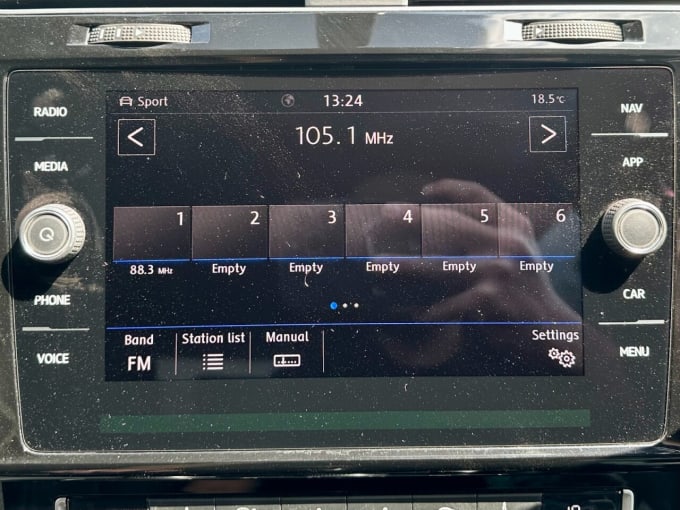 RADIO
MEDIA
PHONE
VOICE
Sport 13:24 18.5°C
< 105.1 MHz >
1 2 3 4 5 6
88.3 MHz Empty Empty Empty Empty Empty
Band Station list Manual Settings
FM
NAV
APP
CAR
MENU